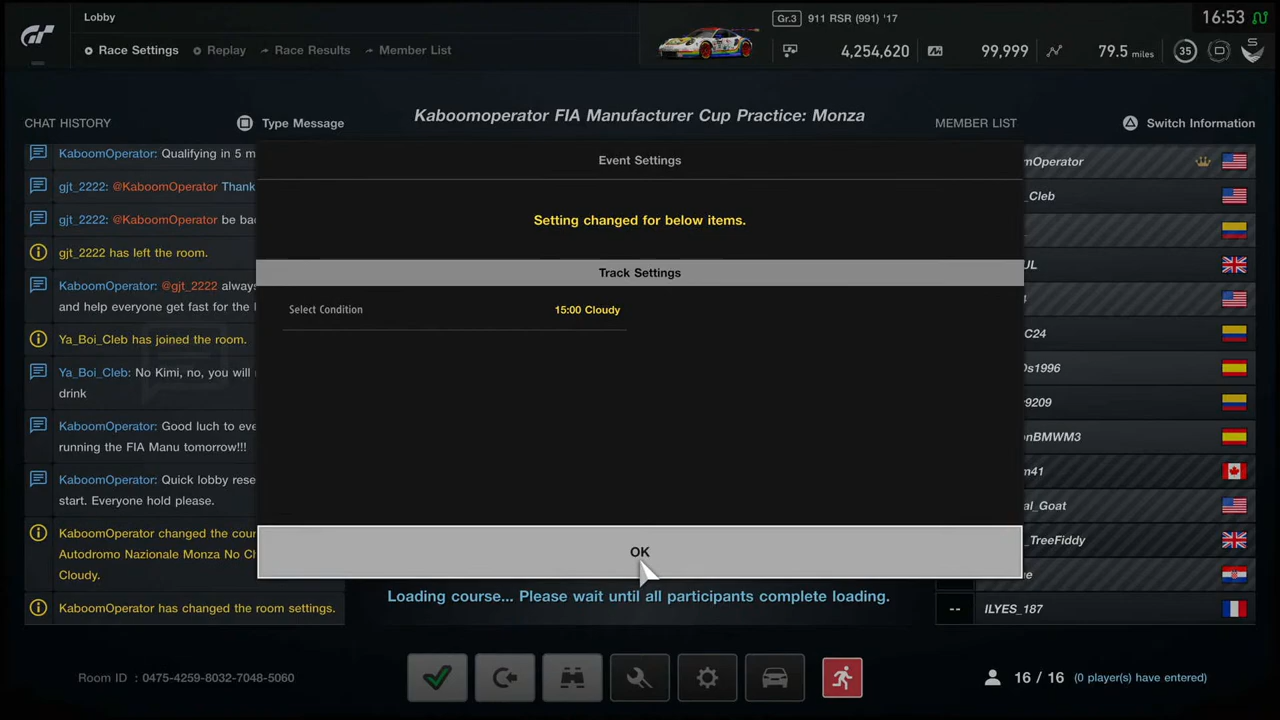 Lobby
Gr.3 911 RSR (991) '17
16:53
Race Settings Replay Race Results Member List
4,254,620 99,999 79.5 miles 35 S
CHAT HISTORY Type Message
Kaboomoperator FIA Manufacturer Cup Practice: Monza
MEMBER LIST Switch Information
KaboomOperator: Qualifying in 5 m
gjt_2222: @KaboomOperator Thank
gjt_2222: @KaboomOperator be ba
gjt_2222 has left the room.
KaboomOperator: @gjt_2222 always
and help everyone get fast for the
Ya_Boi_Cleb has joined the room.
Ya_Boi_Cleb: No Kimi, no, you will
drink
KaboomOperator: Good luch to eve
running the FIA Manu tomorrow!!!
KaboomOperator: Quick lobby rese
start. Everyone hold please.
KaboomOperator changed the cour
Autodromo Nazionale Monza No Ch
Cloudy.
KaboomOperator has changed the room settings.
Event Settings
Setting changed for below items.
Track Settings
Select Condition 15:00 Cloudy
OK
Loading course... Please wait until all participants complete loading.
mOperator
_Cleb
UL
C24
0s1996
9209
onBMWM3
m41
al_Goat
_TreeFiddy
ne
-- ILYES_187
Room ID : 0475-4259-8032-7048-5060
16 / 16 (0 player(s) have entered)